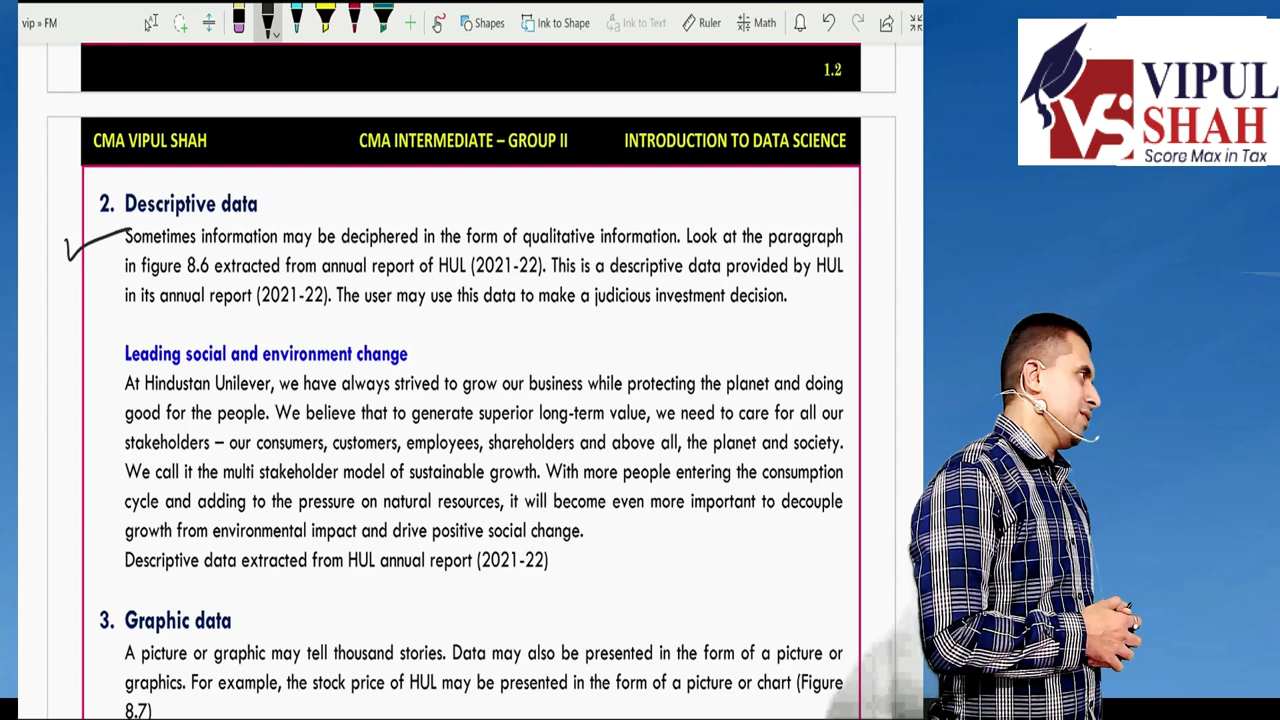 vip » FM
Shapes
Ink to Shape
Ink to Text
Ruler
Math
1.2
VIPUL
SHAH
Score Max in Tax
VS
CMA VIPUL SHAH CMA INTERMEDIATE – GROUP II INTRODUCTION TO DATA SCIENCE
2. Descriptive data
Sometimes information may be deciphered in the form of qualitative information. Look at the paragraph
in figure 8.6 extracted from annual report of HUL (2021-22). This is a descriptive data provided by HUL
in its annual report (2021-22). The user may use this data to make a judicious investment decision.
Leading social and environment change
At Hindustan Unilever, we have always strived to grow our business while protecting the planet and doing
good for the people. We believe that to generate superior long-term value, we need to care for all our
stakeholders – our consumers, customers, employees, shareholders and above all, the planet and society.
We call it the multi stakeholder model of sustainable growth. With more people entering the consumption
cycle and adding to the pressure on natural resources, it will become even more important to decouple
growth from environmental impact and drive positive social change.
Descriptive data extracted from HUL annual report (2021-22)
3. Graphic data
A picture or graphic may tell thousand stories. Data may also be presented in the form of a picture or
graphics. For example, the stock price of HUL may be presented in the form of a picture or chart (Figure
8.7)